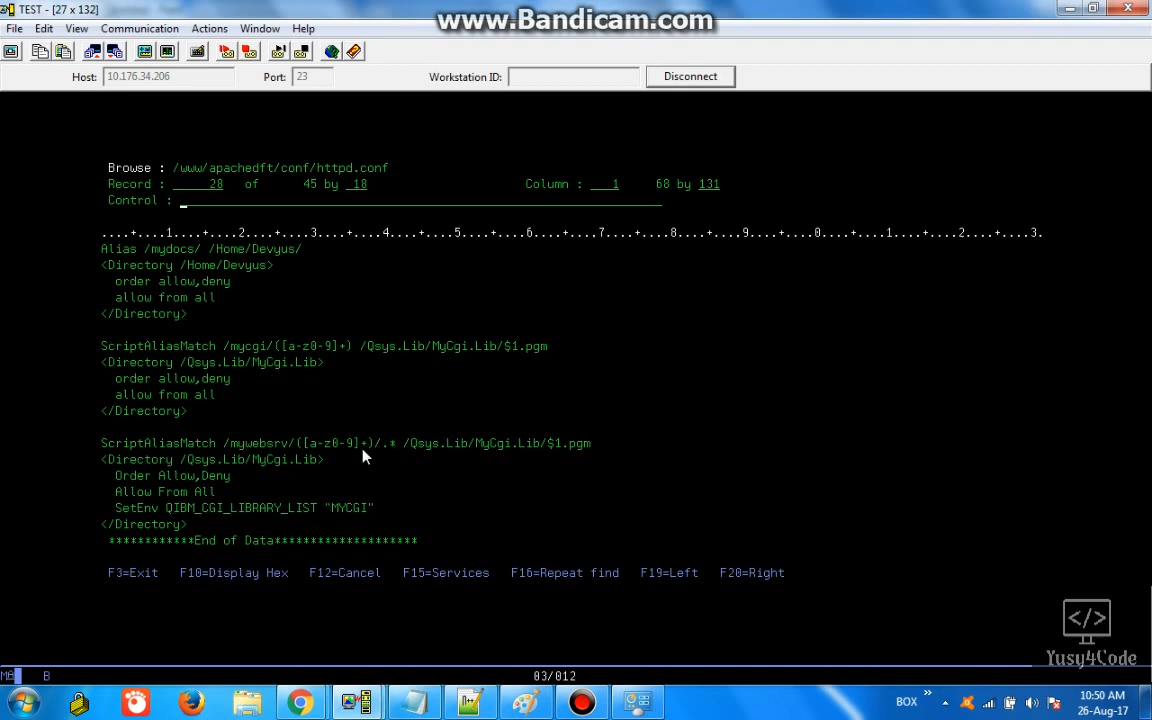 TEST - [27 x 132]
www.Bandicam.com
File Edit View Communication Actions Window Help
Host: 10.176.34.206 Port: 23 Workstation ID: Disconnect
Browse : /www/apachedft/conf/httpd.conf
Record : 28 of 45 by 18 Column : 1 68 by 131
Control :
....+....1....+....2....+....3....+....4....+....5....+....6....+....7....+....8....+....9....+....0....+....1....+....2....+....3.
Alias /mydocs/ /Home/Devyus/
<Directory /Home/Devyus>
order allow,deny
allow from all
</Directory>
ScriptAliasMatch /mycgi/([a-z0-9]+) /Qsys.Lib/MyCgi.Lib/$1.pgm
<Directory /Qsys.Lib/MyCgi.Lib>
order allow,deny
allow from all
</Directory>
ScriptAliasMatch /mywebsrv/([a-z0-9]+)/.* /Qsys.Lib/MyCgi.Lib/$1.pgm
<Directory /Qsys.Lib/MyCgi.Lib>
Order Allow,Deny
Allow From All
SetEnv QIBM_CGI_LIBRARY_LIST "MYCGI"
</Directory>
************End of Data********************
F3=Exit F10=Display Hex F12=Cancel F15=Services F16=Repeat find F19=Left F20=Right
</>
Yusy4Code
B 03/012
BOX » 10:50 AM
26-Aug-17